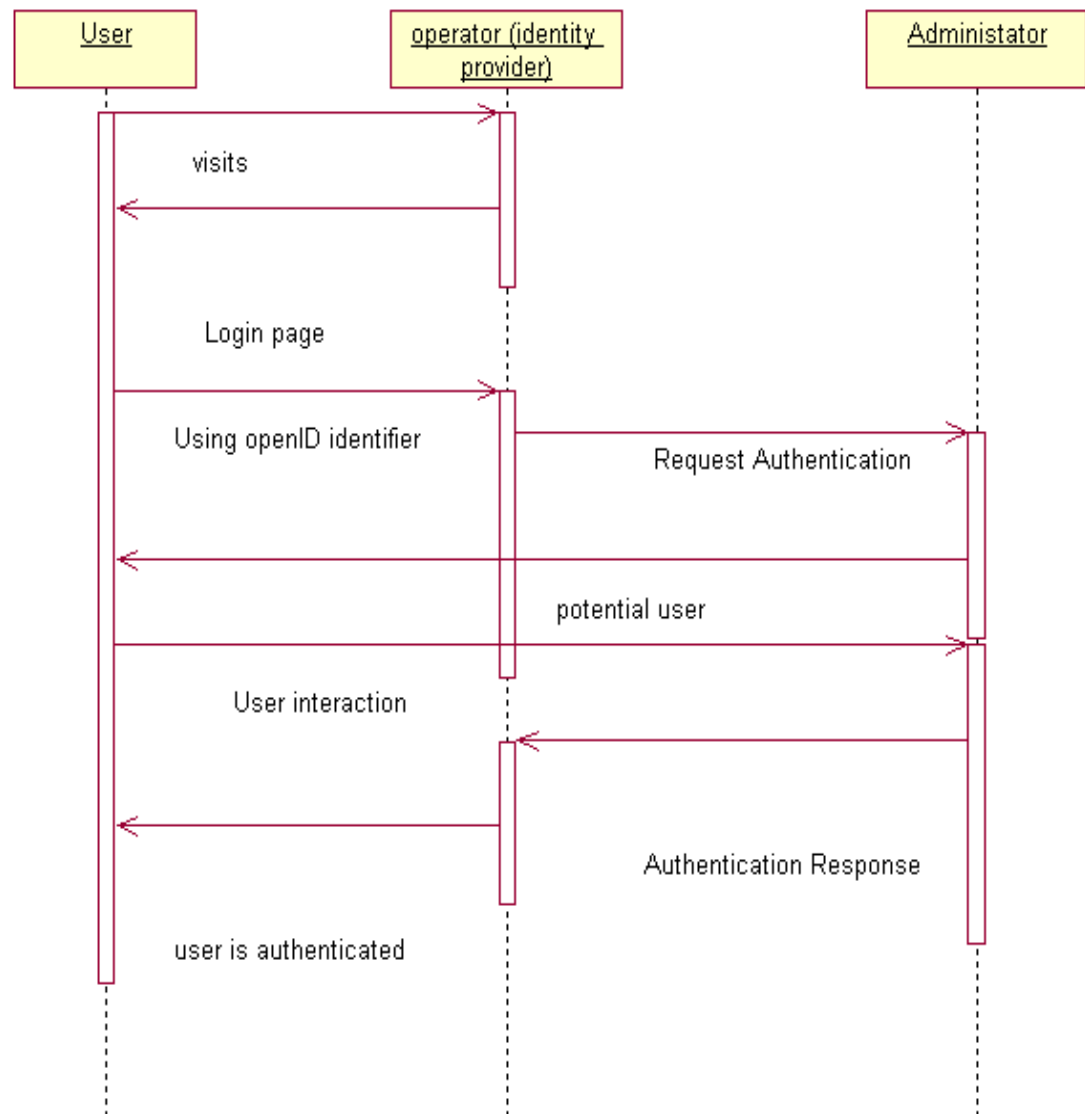 User
operator (identity
provider)
Administator
visits
Login page
Using openID identifier
Request Authentication
potential user
User interaction
Authentication Response
user is authenticated